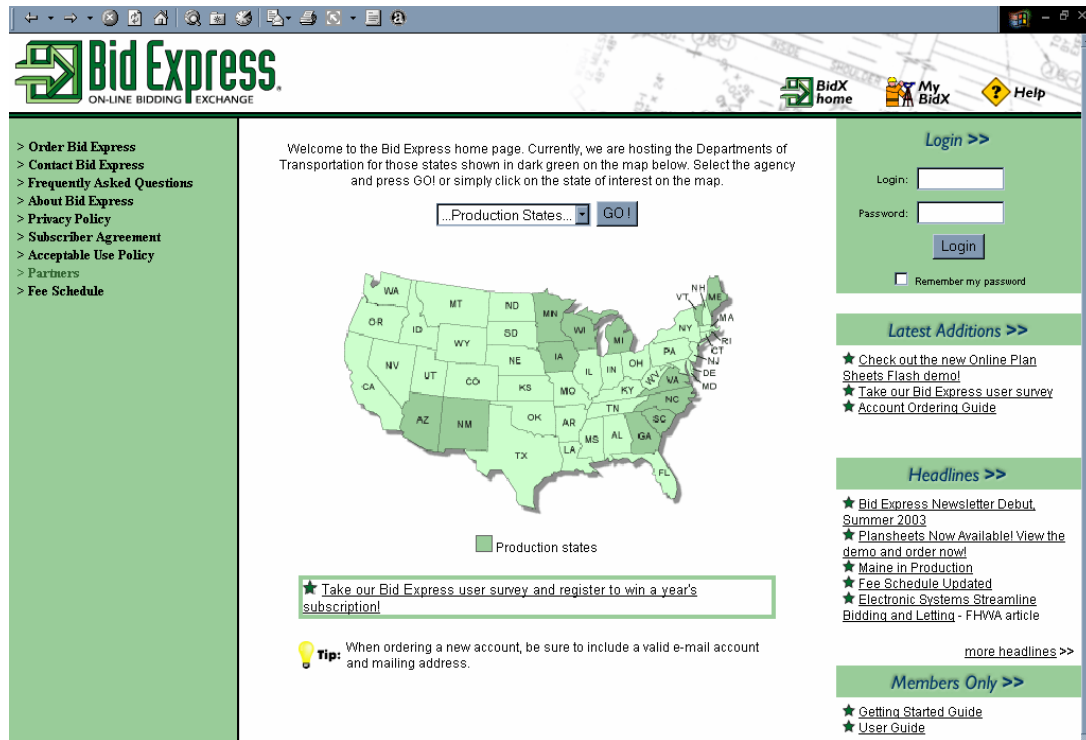 Bid Express.
ON-LINE BIDDING EXCHANGE
INSIDE
SHOULDER
BidX home
My BidX
Help
> Order Bid Express
> Contact Bid Express
> Frequently Asked Questions
> About Bid Express
> Privacy Policy
> Subscriber Agreement
> Acceptable Use Policy
> Partners
> Fee Schedule
Welcome to the Bid Express home page. Currently, we are hosting the Departments of
Transportation for those states shown in dark green on the map below. Select the agency
and press GO! or simply click on the state of interest on the map.
...Production States... GO!
WA MT ND MN VT NH ME
OR ID SD WI MI NY MA
WY RI
NV NE IA PA CT
UT CO IL IN OH NJ
CA KS MO KY WV VA DE
MD
AZ NM OK AR TN NC
SC
TX LA MS AL GA
FL
Production states
Take our Bid Express user survey and register to win a year's
subscription!
Tip: When ordering a new account, be sure to include a valid e-mail account
and mailing address.
Login >>
Login:
Password:
Login
Remember my password
Latest Additions >>
Check out the new Online Plan
Sheets Flash demo!
Take our Bid Express user survey
Account Ordering Guide
Headlines >>
Bid Express Newsletter Debut,
Summer 2003
Plansheets Now Available! View the
demo and order now!
Maine in Production
Fee Schedule Updated
Electronic Systems Streamline
Bidding and Letting - FHWA article
more headlines >>
Members Only >>
Getting Started Guide
User Guide